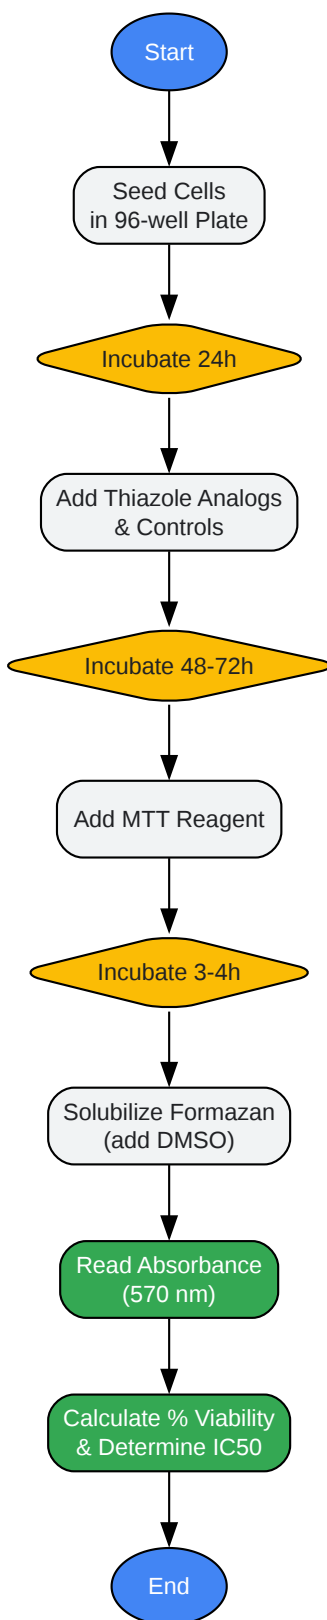 Start
Seed Cells
in 96-well Plate
Incubate 24h
Add Thiazole Analogs
& Controls
Incubate 48-72h
Add MTT Reagent
Incubate 3-4h
Solubilize Formazan
(add DMSO)
Read Absorbance
(570 nm)
Calculate % Viability
& Determine IC50
End